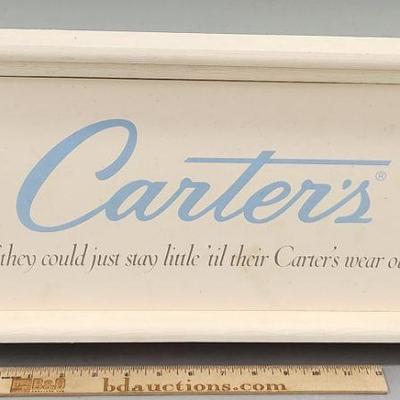 Carter's®
they could just stay little 'til their Carter's wear
bdauctions.com